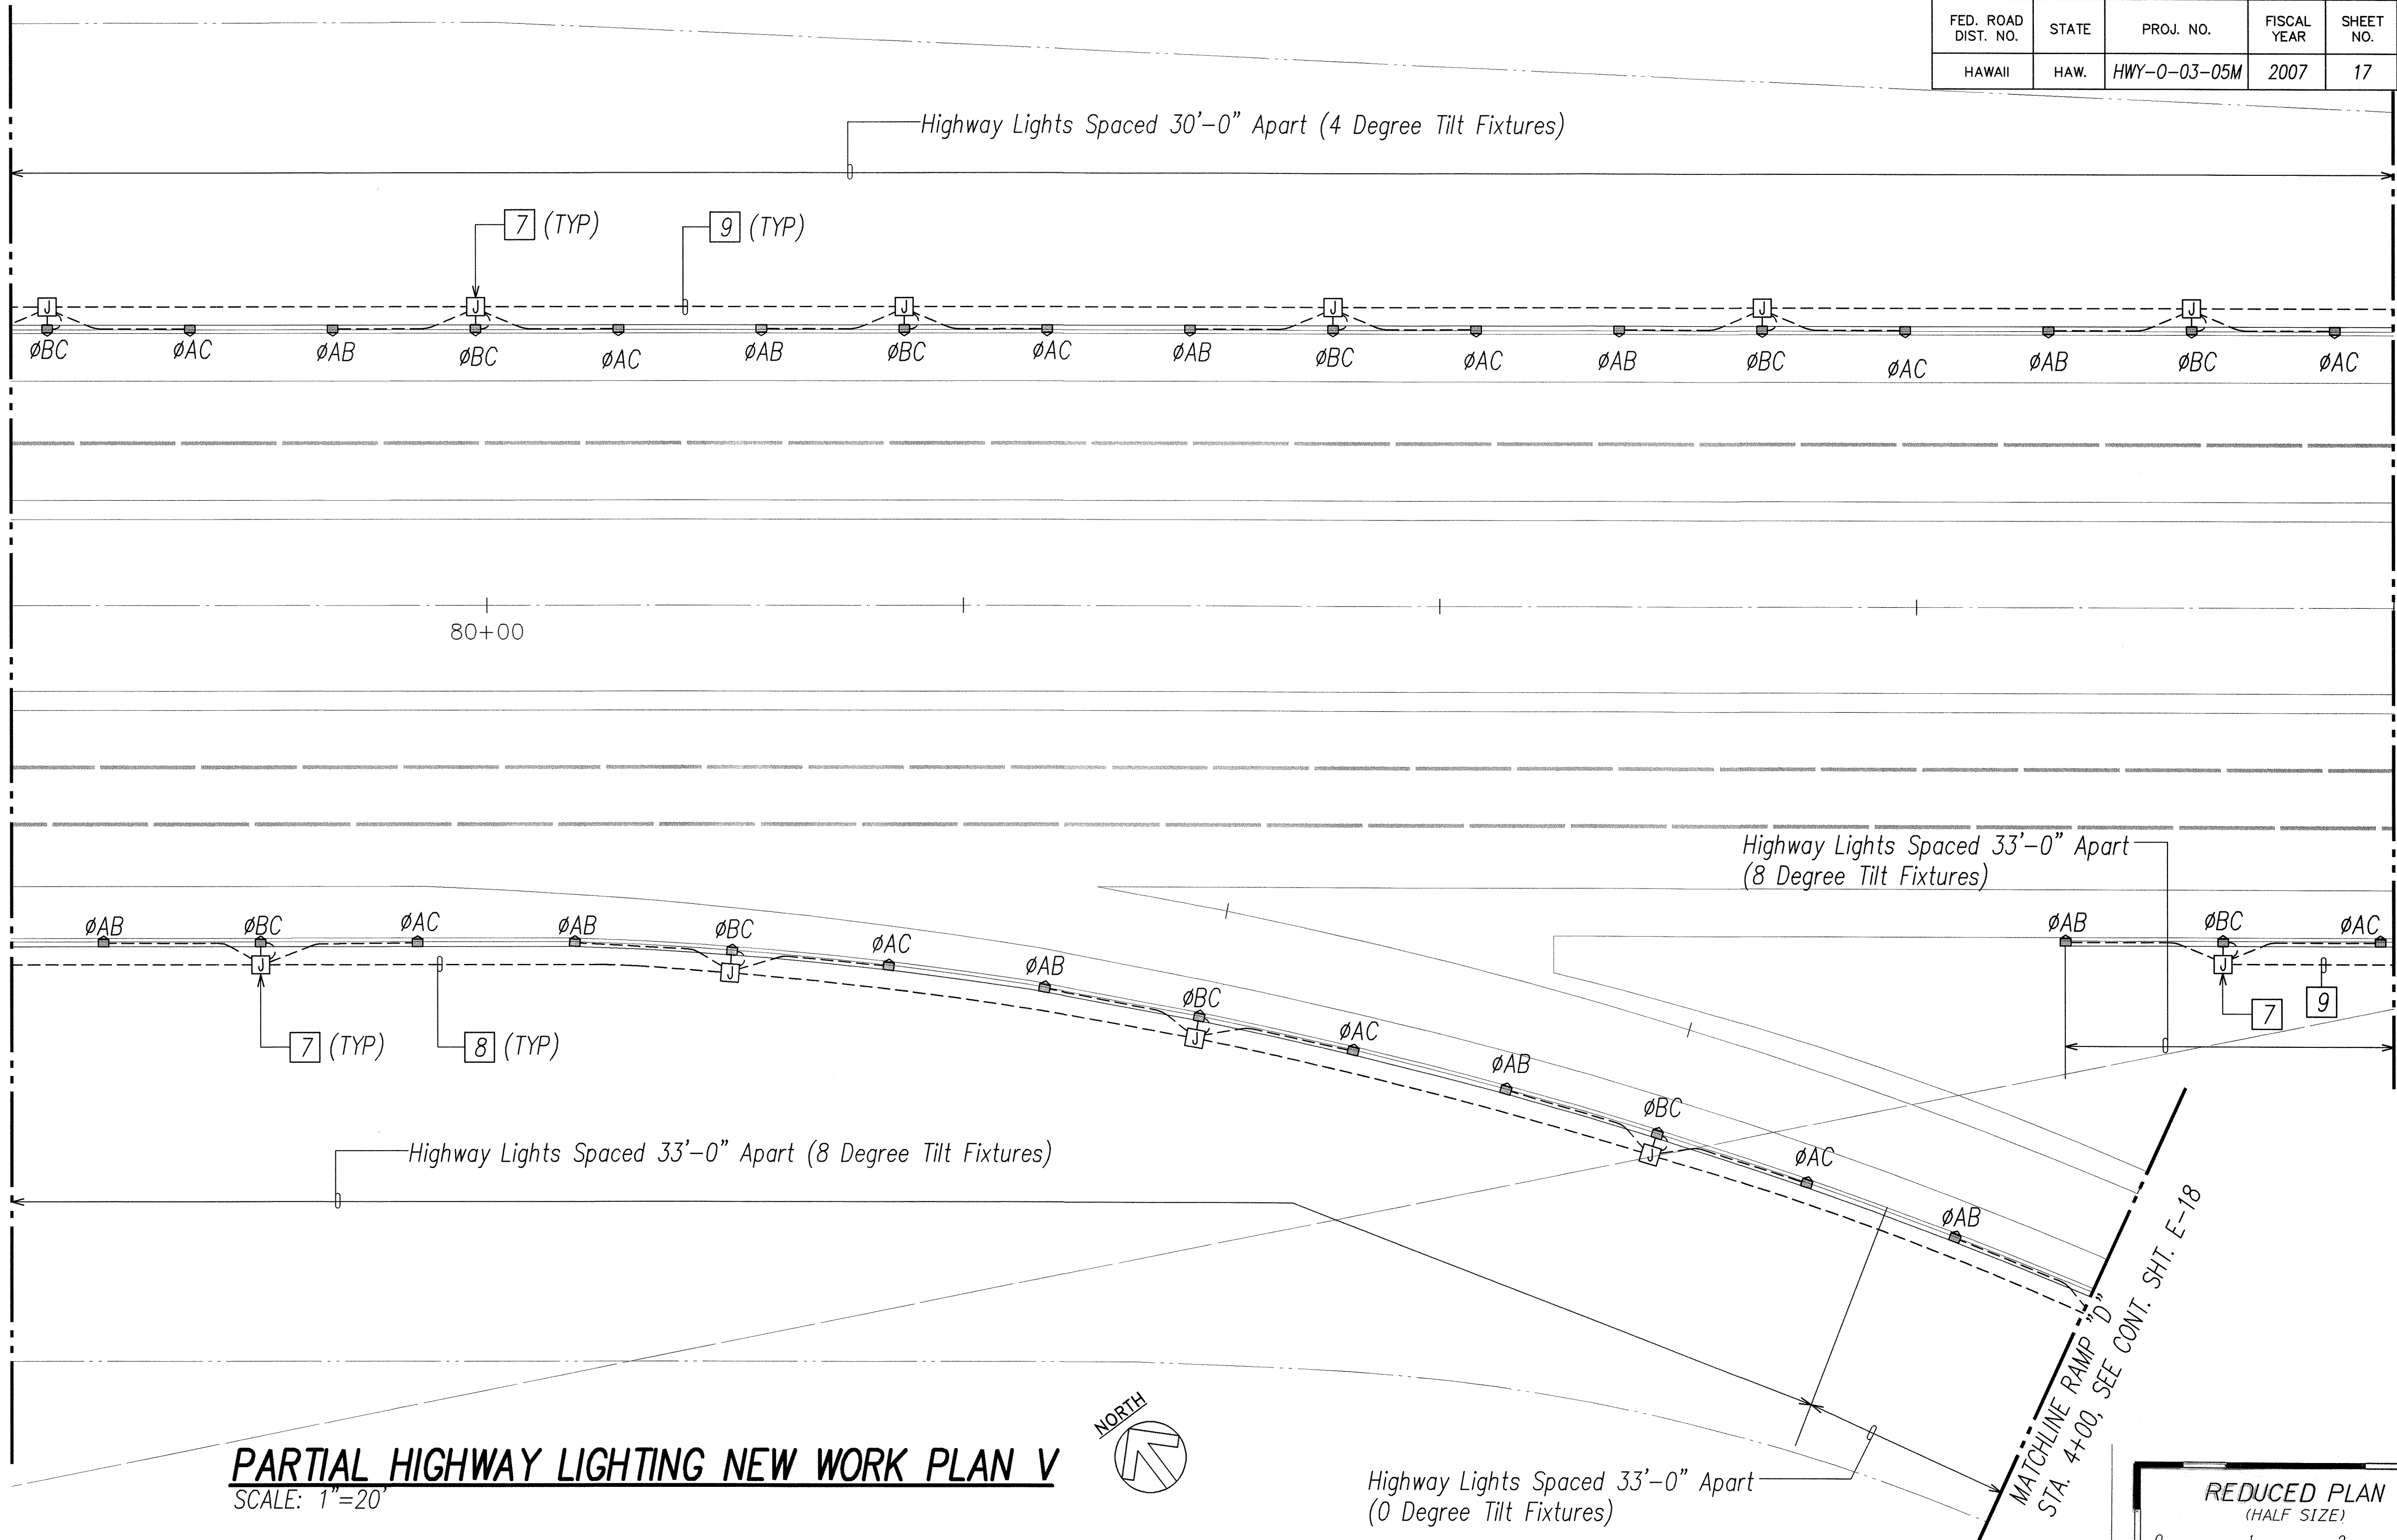 FED. ROAD DIST. NO. STATE PROJ. NO. FISCAL YEAR SHEET NO.
HAWAII HAW. HWY-O-03-05M 2007 17
Highway Lights Spaced 30'-0" Apart (4 Degree Tilt Fixtures)
7 (TYP) 9 (TYP)
J J J J J J
ØBC ØAC ØAB ØBC ØAC ØAB ØBC ØAC ØAB ØBC ØAC ØAB ØBC ØAC ØAB ØBC ØAC
80+00
Highway Lights Spaced 33'-0" Apart
(8 Degree Tilt Fixtures)
ØAB ØBC ØAC ØAB ØBC ØAC ØAB ØBC ØAC ØAB ØBC ØAC ØAB
J J J J
ØAB ØBC ØAC
J
7 9
7 (TYP) 8 (TYP)
Highway Lights Spaced 33'-0" Apart (8 Degree Tilt Fixtures)
MATCHLINE RAMP "D"
STA. 4+00, SEE CONT. SHT. E-18
NORTH
PARTIAL HIGHWAY LIGHTING NEW WORK PLAN V
SCALE: 1"=20'
Highway Lights Spaced 33'-0" Apart
(0 Degree Tilt Fixtures)
REDUCED PLAN
(HALF SIZE)